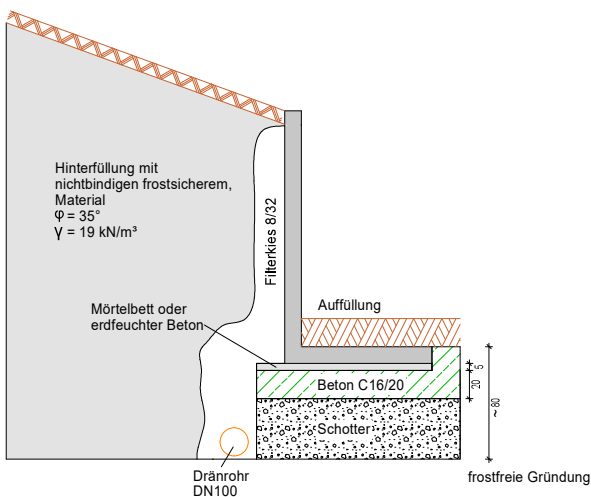 Hinterfüllung mit
nichtbindigen frostsicherem,
Material
φ = 35°
γ = 19 kN/m³
Filterkies 8/32
Mörtelbett oder
erdfeuchter Beton
Auffüllung
Beton C16/20
Schotter
5
20
~ 80
Dränrohr
DN100
frostfreie Gründung